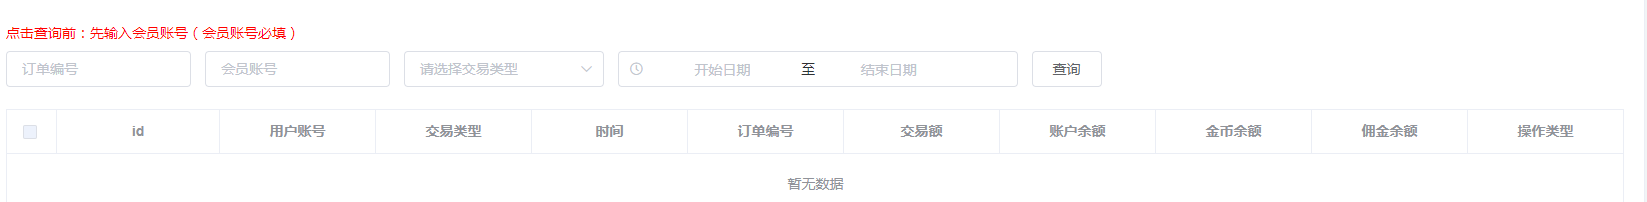 点击查询前：先输入会员账号（会员账号必填）
订单编号 会员账号 请选择交易类型 开始日期 至 结束日期 查询
id 用户账号 交易类型 时间 订单编号 交易额 账户余额 金币余额 佣金余额 操作类型
暂无数据